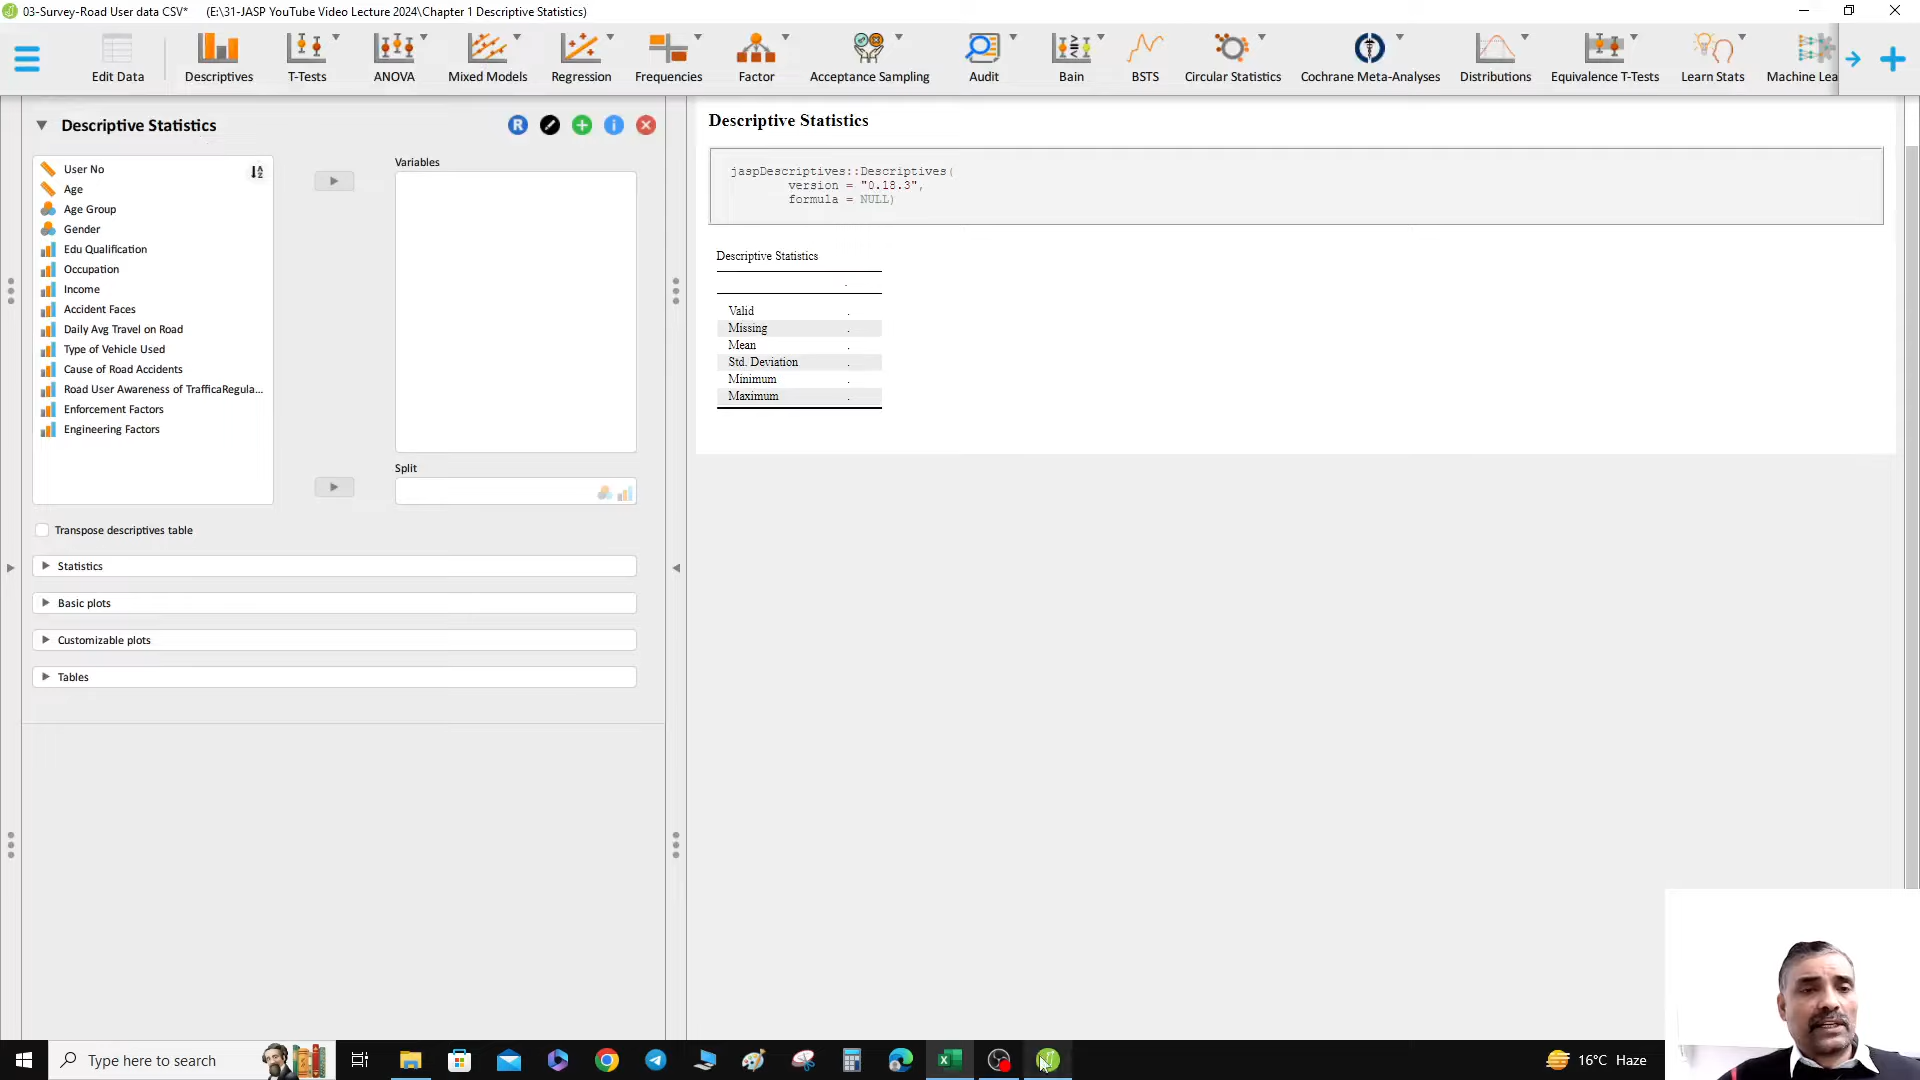 03-Survey-Road User data CSV* (E:\31-JASP YouTube Video Lecture 2024\Chapter 1 Descriptive Statistics)
Edit Data
Descriptives
T-Tests
ANOVA
Mixed Models
Regression
Frequencies
Factor
Acceptance Sampling
Audit
Bain
BSTS
Circular Statistics
Cochrane Meta-Analyses
Distributions
Equivalence T-Tests
Learn Stats
Machine Lea
Descriptive Statistics
R
i
User No
Age
Age Group
Gender
Edu Qualification
Occupation
Income
Accident Faces
Daily Avg Travel on Road
Type of Vehicle Used
Cause of Road Accidents
Road User Awareness of TrafficaRegula...
Enforcement Factors
Engineering Factors
Variables
Split
Transpose descriptives table
Statistics
Basic plots
Customizable plots
Tables
Descriptive Statistics
jaspDescriptives::Descriptives(
version = "0.18.3",
formula = NULL)
Descriptive Statistics
.
Valid .
Missing .
Mean .
Std. Deviation .
Minimum .
Maximum .
Type here to search
16°C Haze